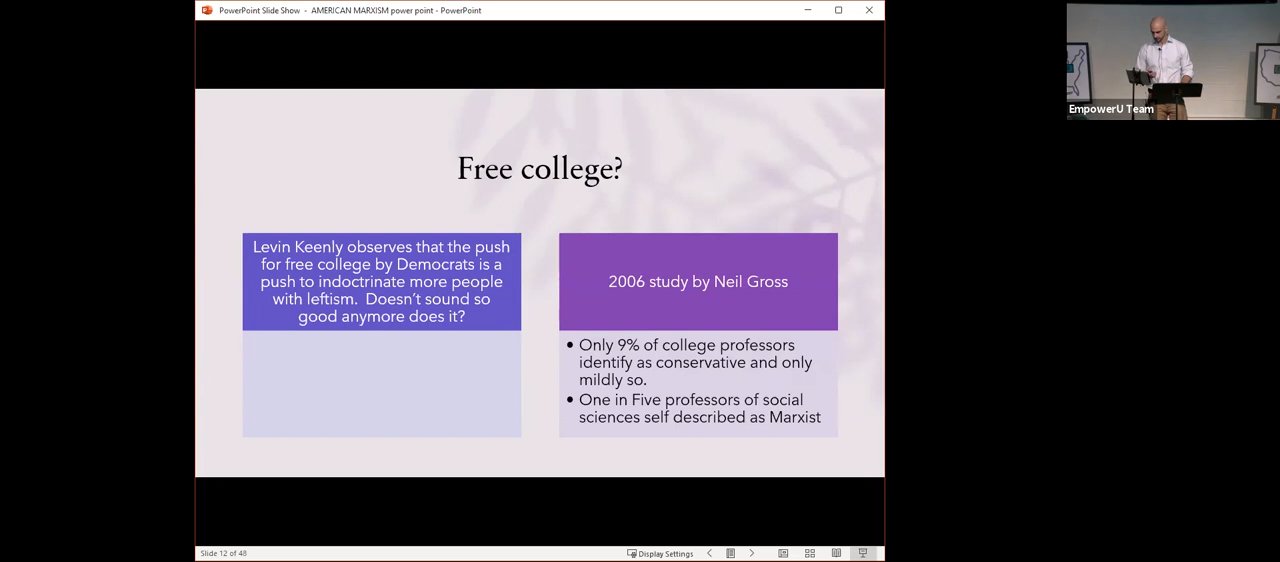 PowerPoint Slide Show - AMERICAN MARXISM power point - PowerPoint
EmpowerU Team
Free college?
Levin Keenly observes that the push
for free college by Democrats is a
push to indoctrinate more people
with leftism. Doesn't sound so
good anymore does it?
2006 study by Neil Gross
• Only 9% of college professors
identify as conservative and only
mildly so.
• One in Five professors of social
sciences self described as Marxist
Slide 12 of 48
Display Settings